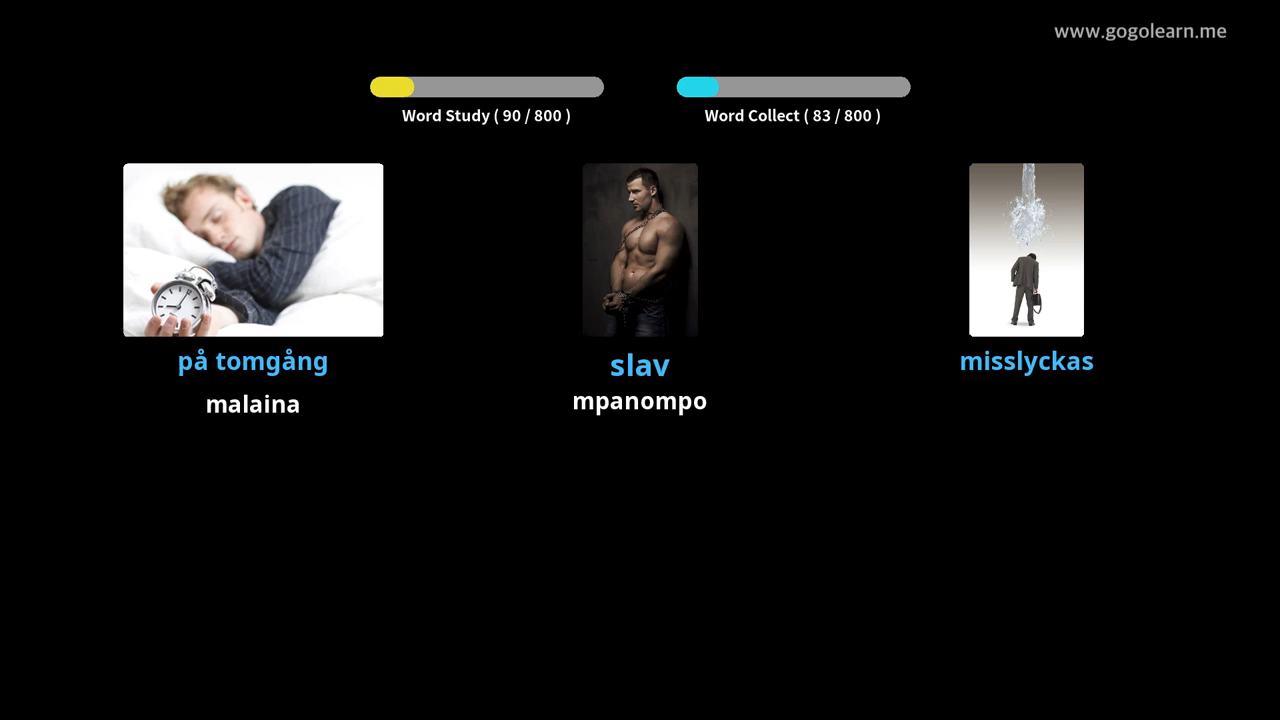 www.gogolearn.me
Word Study ( 90 / 800 )
Word Collect ( 83 / 800 )
på tomgång
malaina
slav
mpanompo
misslyckas